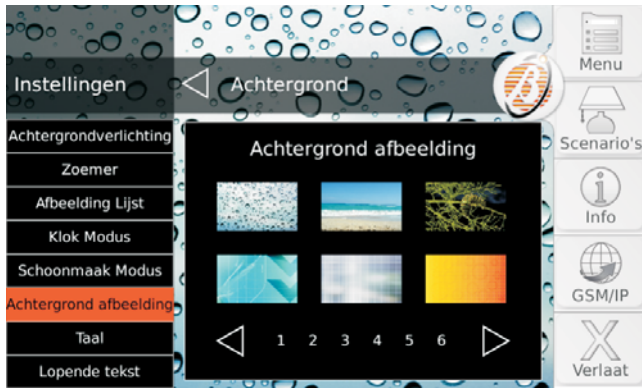 Instellingen
Achtergrond
Achtergrondverlichting
Zoemer
Afbeelding Lijst
Klok Modus
Schoonmaak Modus
Achtergrond afbeelding
Taal
Lopende tekst
Achtergrond afbeelding
1 2 3 4 5 6
Menu
Scenario's
Info
GSM/IP
Verlaat